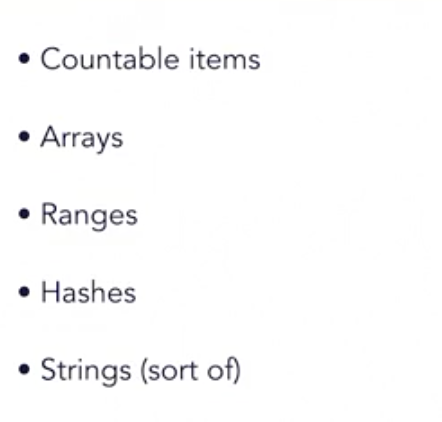 • Countable items
• Arrays
• Ranges
• Hashes
• Strings (sort of)